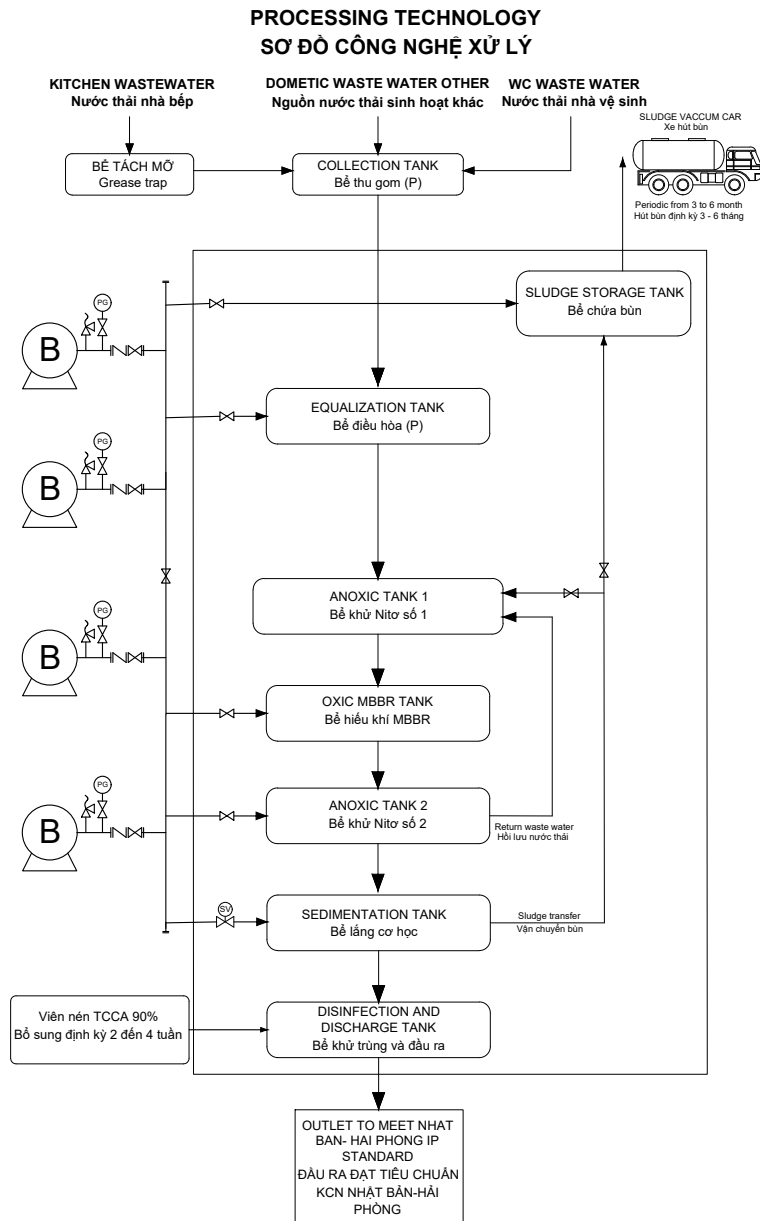 PROCESSING TECHNOLOGY
SƠ ĐỒ CÔNG NGHỆ XỬ LÝ
KITCHEN WASTEWATER
Nước thải nhà bếp
DOMETIC WASTE WATER OTHER
Nguồn nước thải sinh hoạt khác
WC WASTE WATER
Nước thải nhà vệ sinh
SLUDGE VACCUM CAR
Xe hút bùn
BỂ TÁCH MỠ
Grease trap
COLLECTION TANK
Bể thu gom (P)
Periodic from 3 to 6 month
Hút bùn định kỳ 3 - 6 tháng
SLUDGE STORAGE TANK
Bể chứa bùn
PG
B
EQUALIZATION TANK
Bể điều hòa (P)
PG
B
ANOXIC TANK 1
Bể khử Nitơ số 1
PG
B
OXIC MBBR TANK
Bể hiếu khí MBBR
PG
B
ANOXIC TANK 2
Bể khử Nitơ số 2
Return waste water
Hồi lưu nước thải
SV
SEDIMENTATION TANK
Bể lắng cơ học
Sludge transfer
Vận chuyển bùn
Viên nén TCCA 90%
Bổ sung định kỳ 2 đến 4 tuần
DISINFECTION AND
DISCHARGE TANK
Bể khử trùng và đầu ra
OUTLET TO MEET NHAT
BAN- HAI PHONG IP
STANDARD
ĐẦU RA ĐẠT TIÊU CHUẨN
KCN NHẬT BẢN-HẢI
PHÒNG